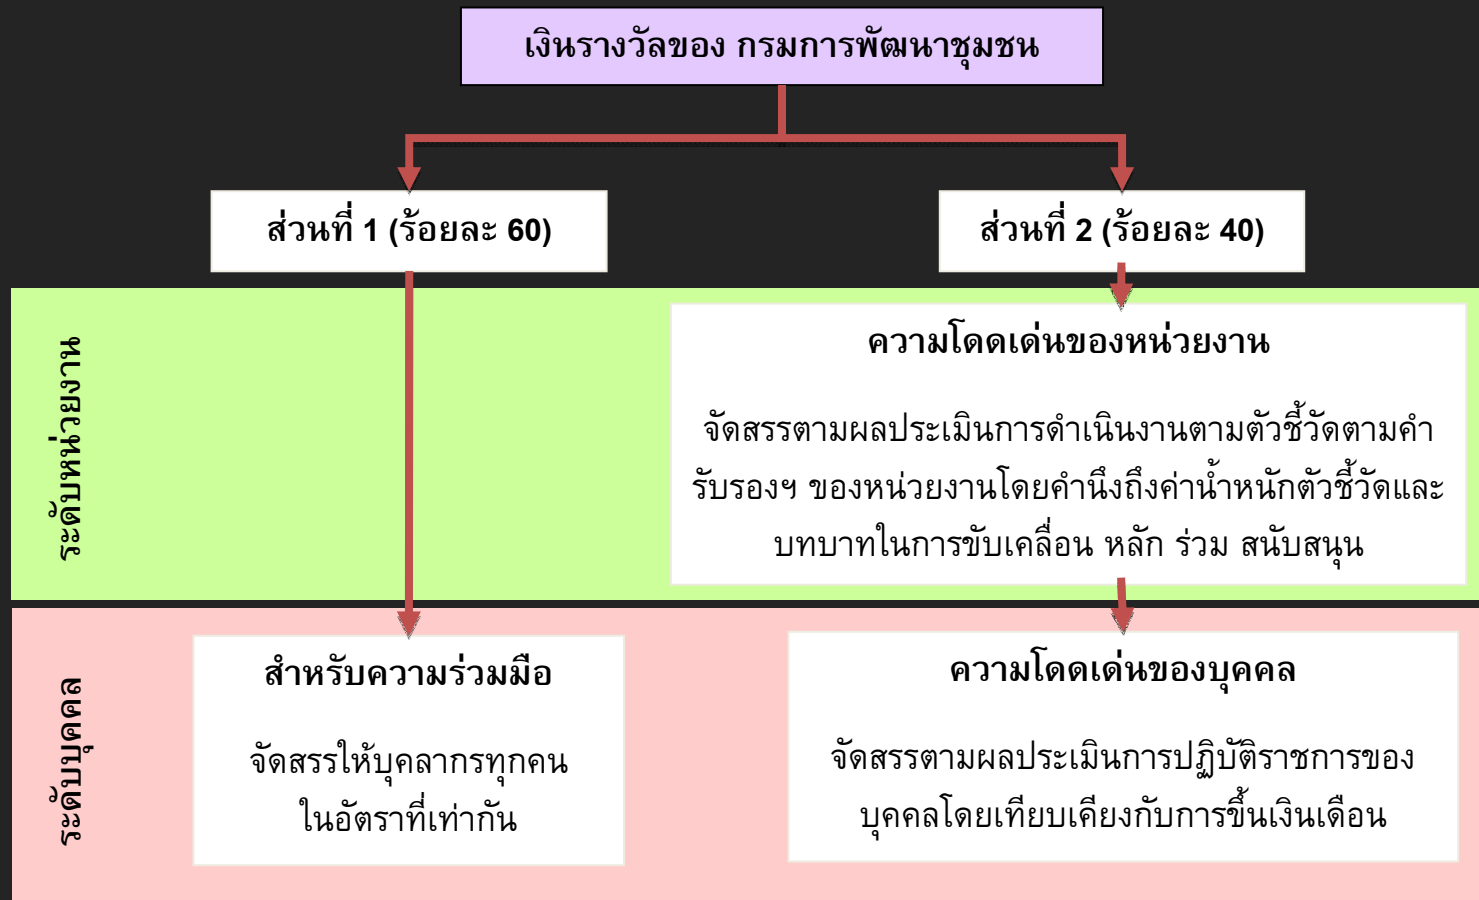 เงินรางวัลของ กรมการพัฒนาชุมชน
ส่วนที่ 1 (ร้อยละ 60)
ส่วนที่ 2 (ร้อยละ 40)
ระดับหน่วยงาน
ความโดดเด่นของหน่วยงาน
จัดสรรตามผลประเมินการดำเนินงานตามตัวชี้วัดตามคำ
รับรองฯ ของหน่วยงานโดยคำนึงถึงค่าน้ำหนักตัวชี้วัดและ
บทบาทในการขับเคลื่อน หลัก ร่วม สนับสนุน
ระดับบุคคล
สำหรับความร่วมมือ
จัดสรรให้บุคลากรทุกคน
ในอัตราที่เท่ากัน
ความโดดเด่นของบุคคล
จัดสรรตามผลประเมินการปฏิบัติราชการของ
บุคคลโดยเทียบเคียงกับการขึ้นเงินเดือน